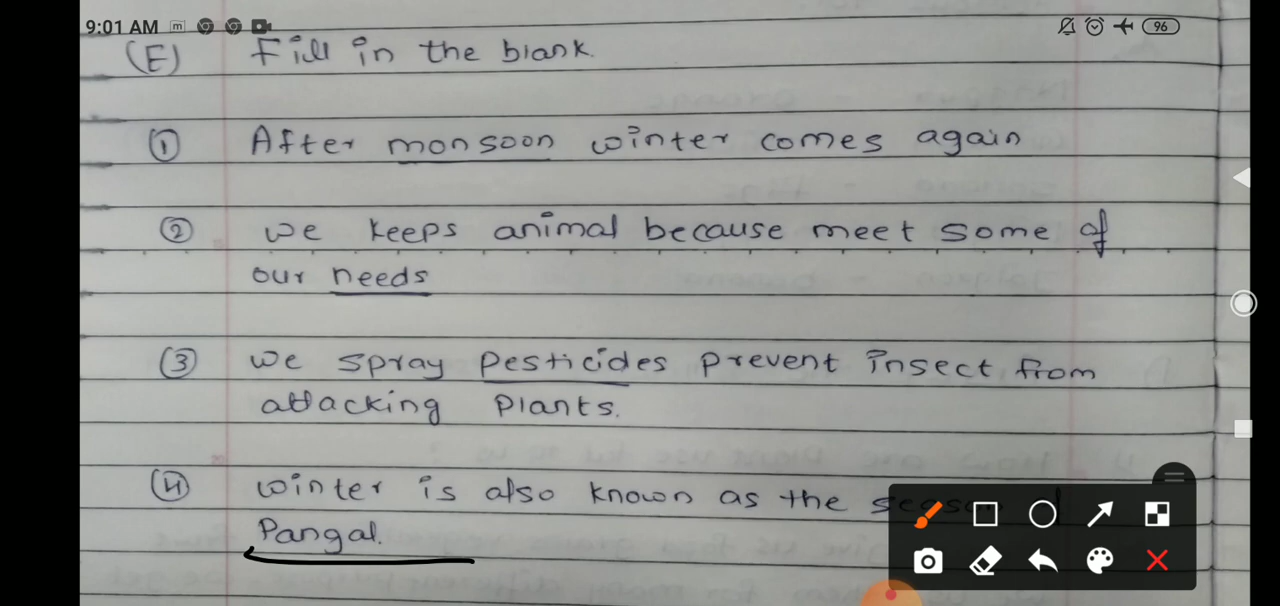 9:01 AM
96
(E) Fill in the blank.
① After monsoon winter comes again
② we keeps animal because meet some of
our needs
③ we spray pesticides prevent insect from
attacking plants.
④ winter is also known as the
Pangal.